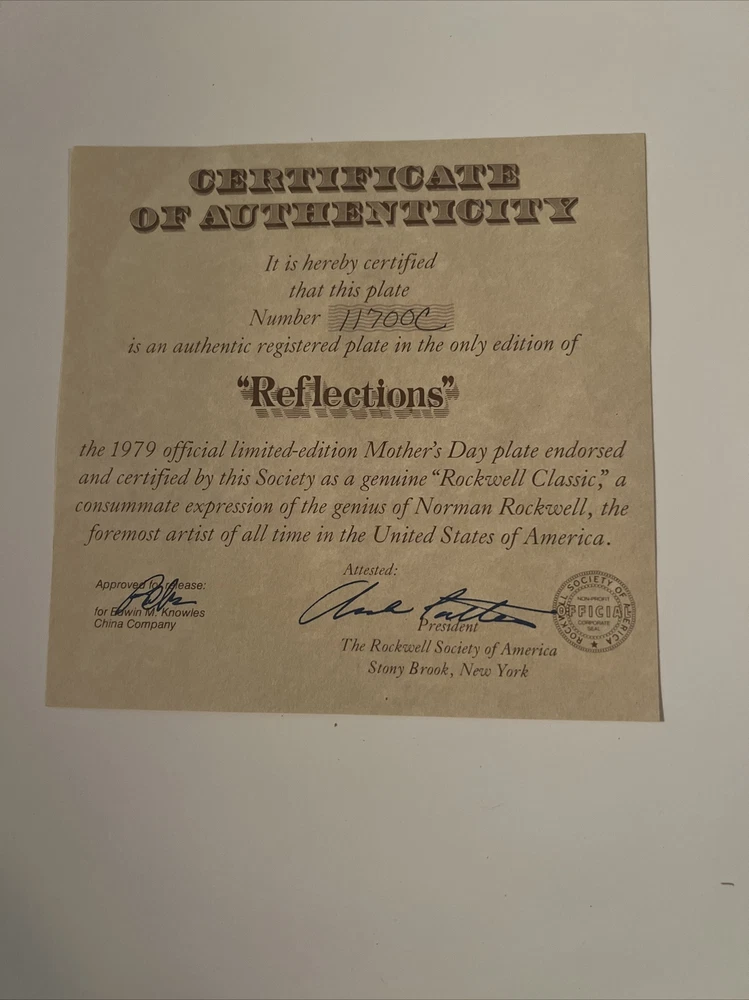 CERTIFICATE
OF AUTHENTICITY
It is hereby certified
that this plate
Number 11700C
is an authentic registered plate in the only edition of
“Reflections”
the 1979 official limited-edition Mother's Day plate endorsed
and certified by this Society as a genuine “Rockwell Classic,” a
consummate expression of the genius of Norman Rockwell, the
foremost artist of all time in the United States of America.
Approved for release:
for Edwin M. Knowles
China Company
Attested:
President
The Rockwell Society of America
Stony Brook, New York
ROCKWELL SOCIETY OF AMERICA
NON-PROFIT
OFFICIAL
CORPORATE
SEAL